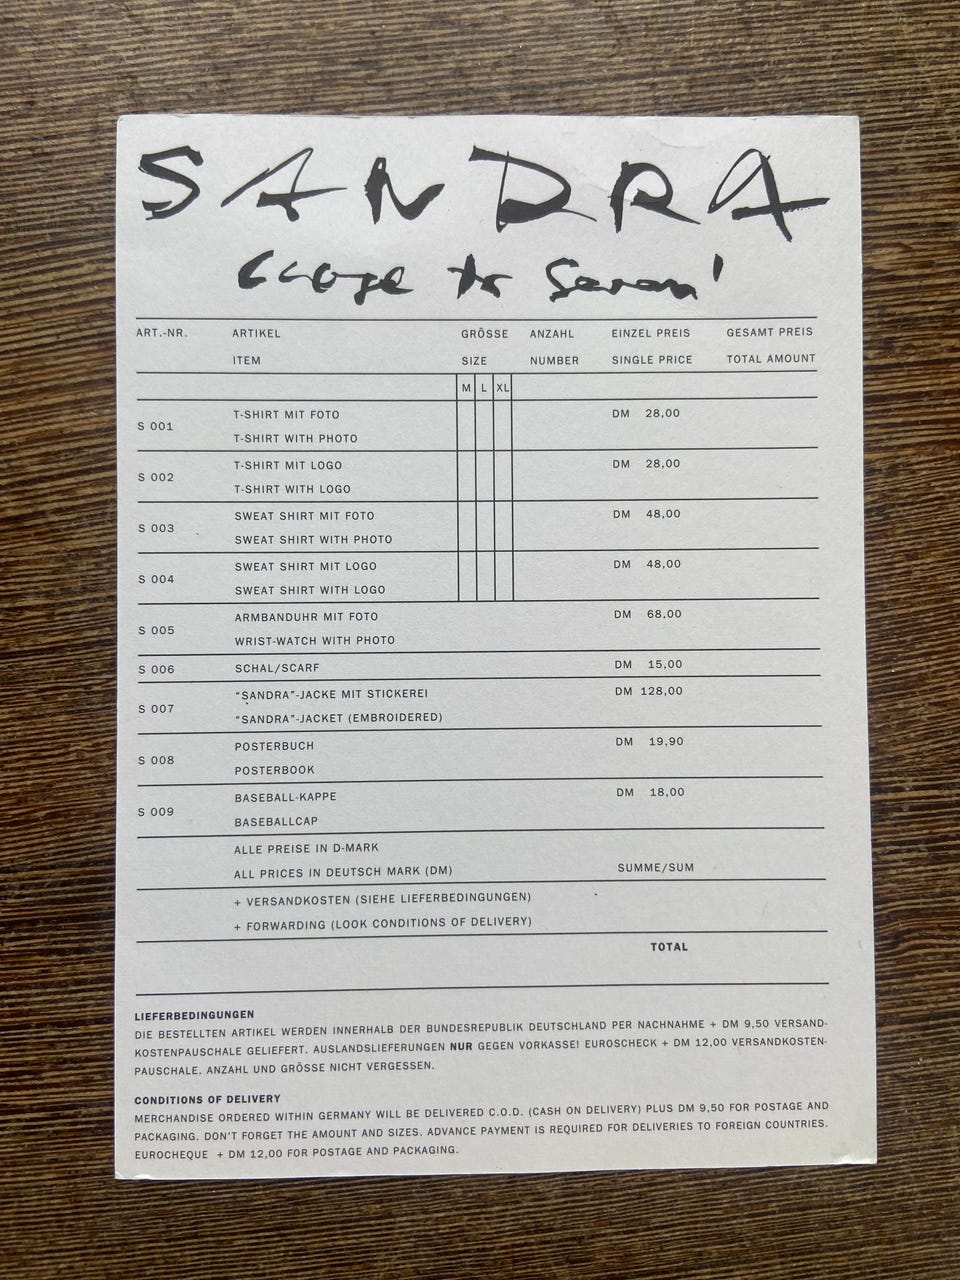 SANDRA
close to seven'
ART.-NR. ARTIKEL GRÖSSE ANZAHL EINZEL PREIS GESAMT PREIS
ITEM SIZE NUMBER SINGLE PRICE TOTAL AMOUNT
M L XL
T-SHIRT MIT FOTO DM 28,00
S 001
T-SHIRT WITH PHOTO
T-SHIRT MIT LOGO DM 28,00
S 002
T-SHIRT WITH LOGO
SWEAT SHIRT MIT FOTO DM 48,00
S 003
SWEAT SHIRT WITH PHOTO
SWEAT SHIRT MIT LOGO DM 48,00
S 004
SWEAT SHIRT WITH LOGO
ARMBANDUHR MIT FOTO DM 68,00
S 005
WRIST-WATCH WITH PHOTO
S 006 SCHAL/SCARF DM 15,00
“SANDRA”-JACKE MIT STICKEREI DM 128,00
S 007
“SANDRA”-JACKET (EMBROIDERED)
POSTERBUCH DM 19,90
S 008
POSTERBOOK
BASEBALL-KAPPE DM 18,00
S 009
BASEBALLCAP
ALLE PREISE IN D-MARK
ALL PRICES IN DEUTSCH MARK (DM) SUMME/SUM
+ VERSANDKOSTEN (SIEHE LIEFERBEDINGUNGEN)
+ FORWARDING (LOOK CONDITIONS OF DELIVERY)
TOTAL
LIEFERBEDINGUNGEN
DIE BESTELLTEN ARTIKEL WERDEN INNERHALB DER BUNDESREPUBLIK DEUTSCHLAND PER NACHNAHME + DM 9,50 VERSAND-
KOSTENPAUSCHALE GELIEFERT. AUSLANDSLIEFERUNGEN NUR GEGEN VORKASSE! EUROSCHECK + DM 12,00 VERSANDKOSTEN-
PAUSCHALE. ANZAHL UND GRÖSSE NICHT VERGESSEN.
CONDITIONS OF DELIVERY
MERCHANDISE ORDERED WITHIN GERMANY WILL BE DELIVERED C.O.D. (CASH ON DELIVERY) PLUS DM 9,50 FOR POSTAGE AND
PACKAGING. DON'T FORGET THE AMOUNT AND SIZES. ADVANCE PAYMENT IS REQUIRED FOR DELIVERIES TO FOREIGN COUNTRIES.
EUROCHEQUE + DM 12,00 FOR POSTAGE AND PACKAGING.